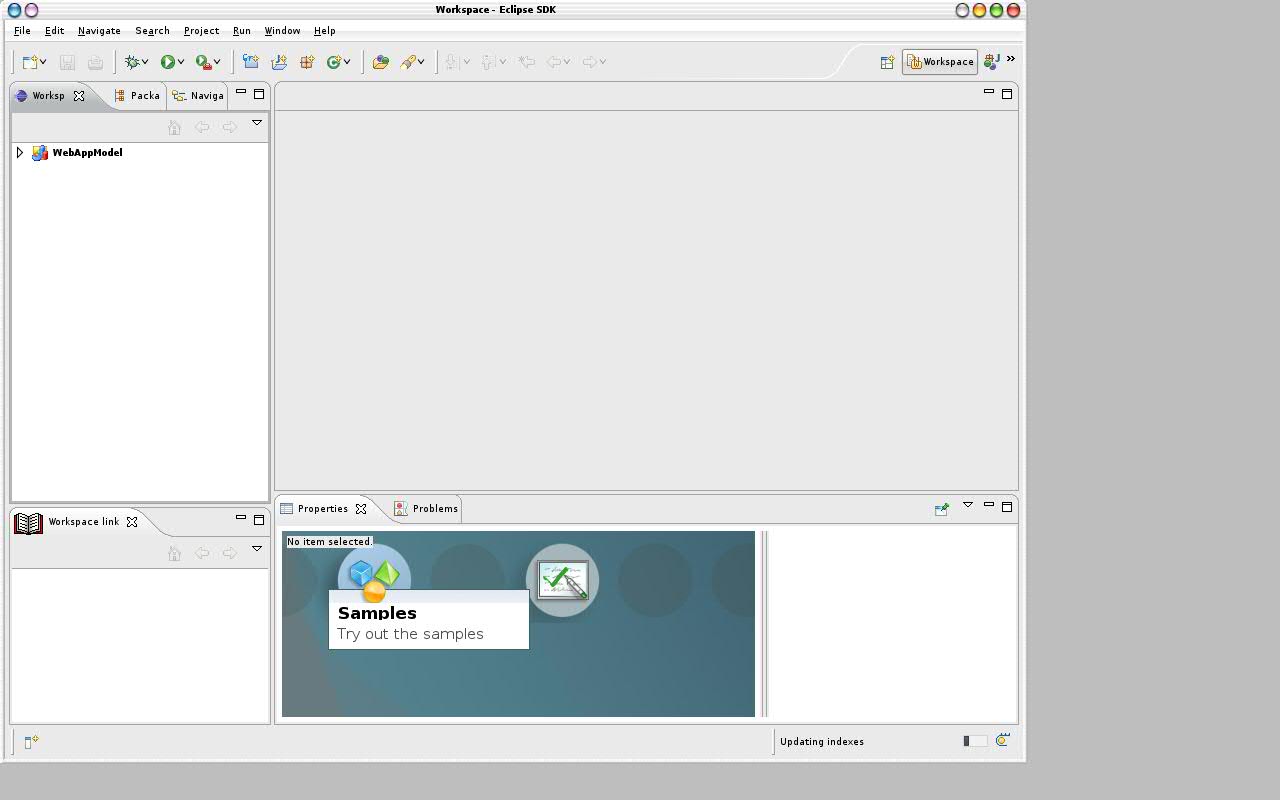 Workspace - Eclipse SDK
File Edit Navigate Search Project Run Window Help
Workspace J »
Worksp Packa Naviga
WebAppModel
Workspace link
Properties Problems
No item selected.
Samples
Try out the samples
Updating indexes